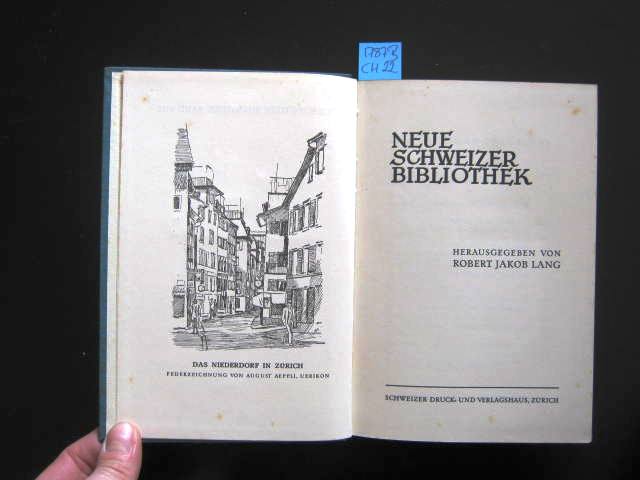 1787B
CH 22
DAS NIEDERDORF IN ZÜRICH
FEDERZEICHNUNG VON AUGUST AEPPLI, UERIKON
NEUE
SCHWEIZER
BIBLIOTHEK
HERAUSGEGEBEN VON
ROBERT JAKOB LANG
SCHWEIZER DRUCK- UND VERLAGSHAUS, ZÜRICH